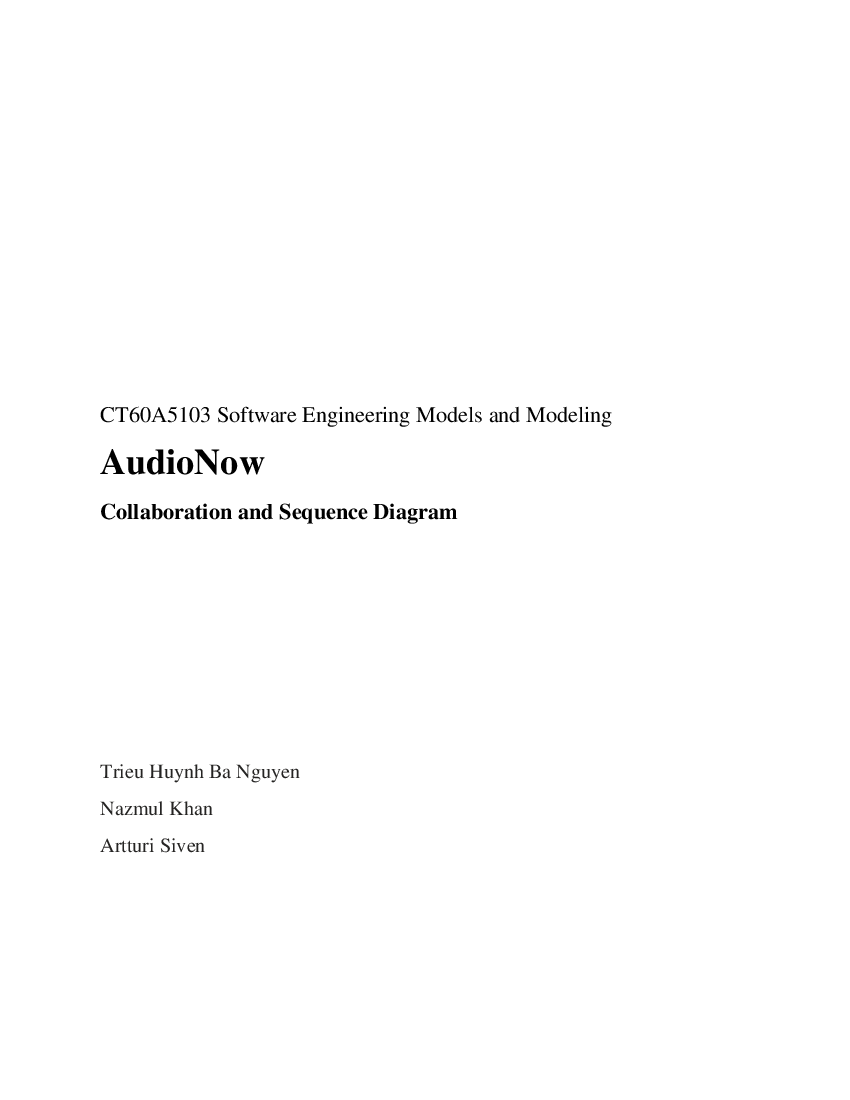 CT60A5103 Software Engineering Models and Modeling
AudioNow
Collaboration and Sequence Diagram
Trieu Huynh Ba Nguyen
Nazmul Khan
Artturi Siven